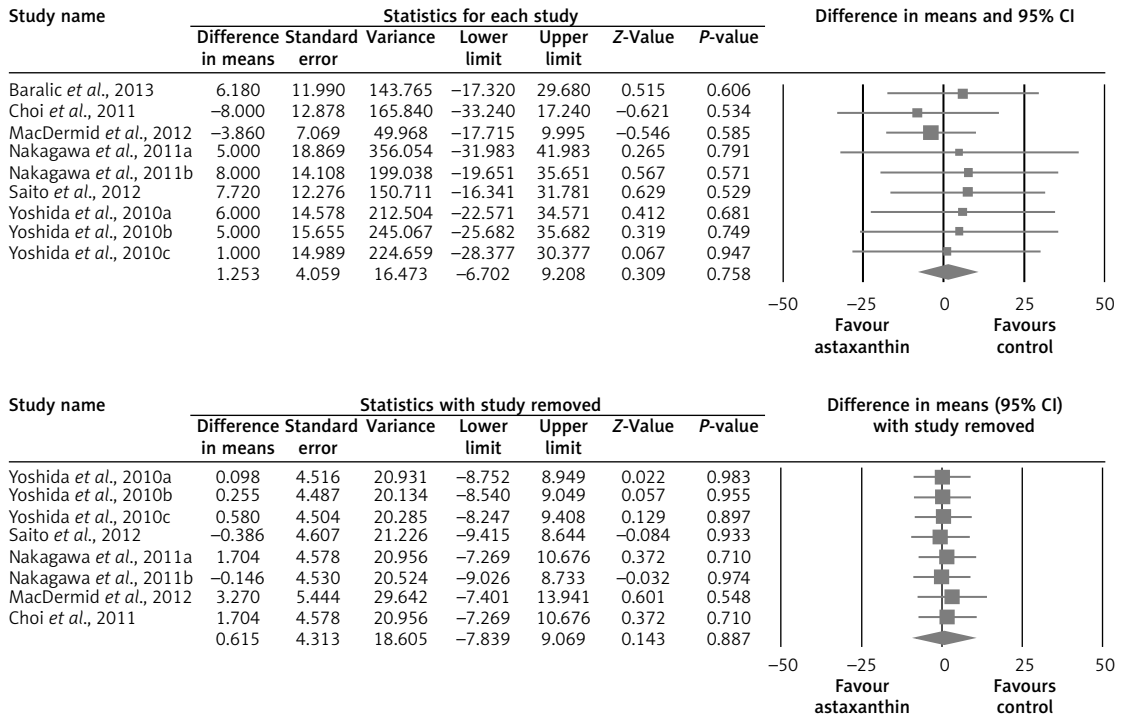 Study name Statistics for each study Difference in means and 95% CI
Difference Standard Variance Lower Upper Z-Value P-value
in means error limit limit
Baralic et al., 2013 6.180 11.990 143.765 –17.320 29.680 0.515 0.606
Choi et al., 2011 –8.000 12.878 165.840 –33.240 17.240 –0.621 0.534
MacDermid et al., 2012 –3.860 7.069 49.968 –17.715 9.995 –0.546 0.585
Nakagawa et al., 2011a 5.000 18.869 356.054 –31.983 41.983 0.265 0.791
Nakagawa et al., 2011b 8.000 14.108 199.038 –19.651 35.651 0.567 0.571
Saito et al., 2012 7.720 12.276 150.711 –16.341 31.781 0.629 0.529
Yoshida et al., 2010a 6.000 14.578 212.504 –22.571 34.571 0.412 0.681
Yoshida et al., 2010b 5.000 15.655 245.067 –25.682 35.682 0.319 0.749
Yoshida et al., 2010c 1.000 14.989 224.659 –28.377 30.377 0.067 0.947
1.253 4.059 16.473 –6.702 9.208 0.309 0.758
–50 –25 0 25 50
Favour Favours
astaxanthin control
Study name Statistics with study removed Difference in means (95% CI)
with study removed
Difference Standard Variance Lower Upper Z-Value P-value
in means error limit limit
Yoshida et al., 2010a 0.098 4.516 20.931 –8.752 8.949 0.022 0.983
Yoshida et al., 2010b 0.255 4.487 20.134 –8.540 9.049 0.057 0.955
Yoshida et al., 2010c 0.580 4.504 20.285 –8.247 9.408 0.129 0.897
Saito et al., 2012 –0.386 4.607 21.226 –9.415 8.644 –0.084 0.933
Nakagawa et al., 2011a 1.704 4.578 20.956 –7.269 10.676 0.372 0.710
Nakagawa et al., 2011b –0.146 4.530 20.524 –9.026 8.733 –0.032 0.974
MacDermid et al., 2012 3.270 5.444 29.642 –7.401 13.941 0.601 0.548
Choi et al., 2011 1.704 4.578 20.956 –7.269 10.676 0.372 0.710
0.615 4.313 18.605 –7.839 9.069 0.143 0.887
–50 –25 0 25 50
Favour Favours
astaxanthin control